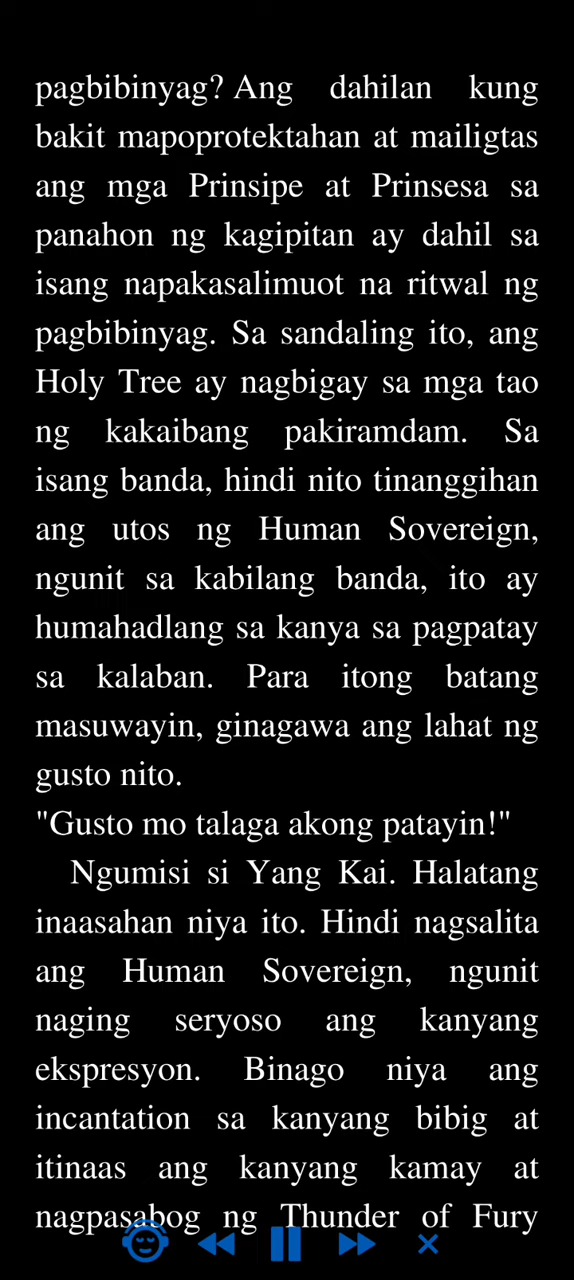 pagbibinyag? Ang dahilan kung
bakit mapoprotektahan at mailigtas
ang mga Prinsipe at Prinsesa sa
panahon ng kagipitan ay dahil sa
isang napakasalimuot na ritwal ng
pagbibinyag. Sa sandaling ito, ang
Holy Tree ay nagbigay sa mga tao
ng kakaibang pakiramdam. Sa
isang banda, hindi nito tinanggihan
ang utos ng Human Sovereign,
ngunit sa kabilang banda, ito ay
humahadlang sa kanya sa pagpatay
sa kalaban. Para itong batang
masuwayin, ginagawa ang lahat ng
gusto nito.
"Gusto mo talaga akong patayin!"
Ngumisi si Yang Kai. Halatang
inaasahan niya ito. Hindi nagsalita
ang Human Sovereign, ngunit
naging seryoso ang kanyang
ekspresyon. Binago niya ang
incantation sa kanyang bibig at
itinaas ang kanyang kamay at
nagpasabog ng Thunder of Fury